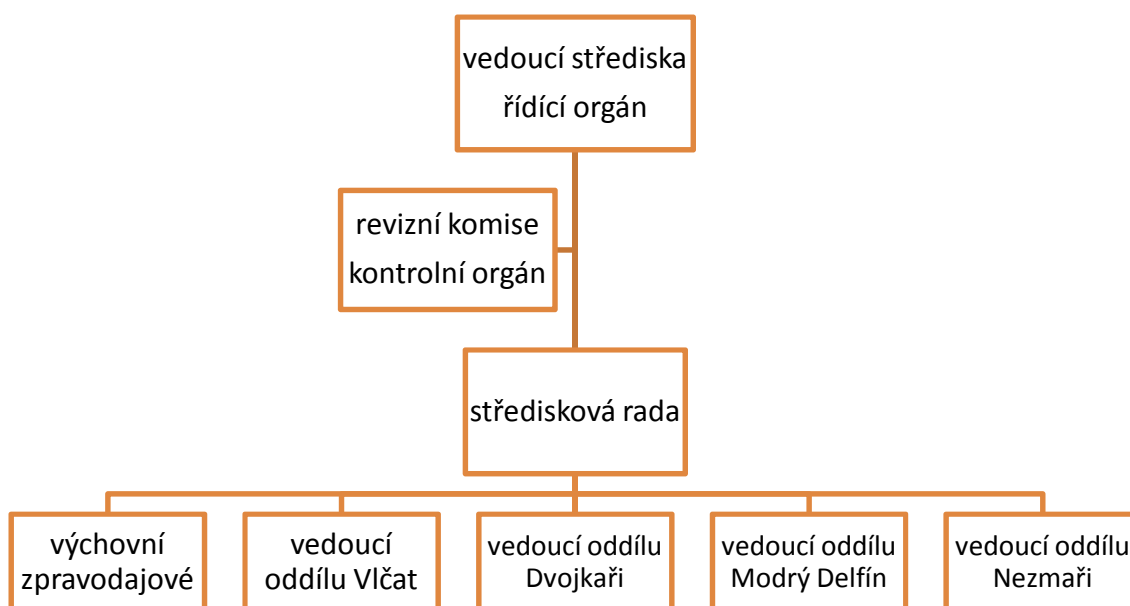 vedoucí střediska
řídící orgán
revizní komise
kontrolní orgán
středisková rada
výchovní
zpravodajové
vedoucí
oddílu Vlčat
vedoucí oddílu
Dvojkaři
vedoucí oddílu
Modrý Delfín
vedoucí oddílu
Nezmaři